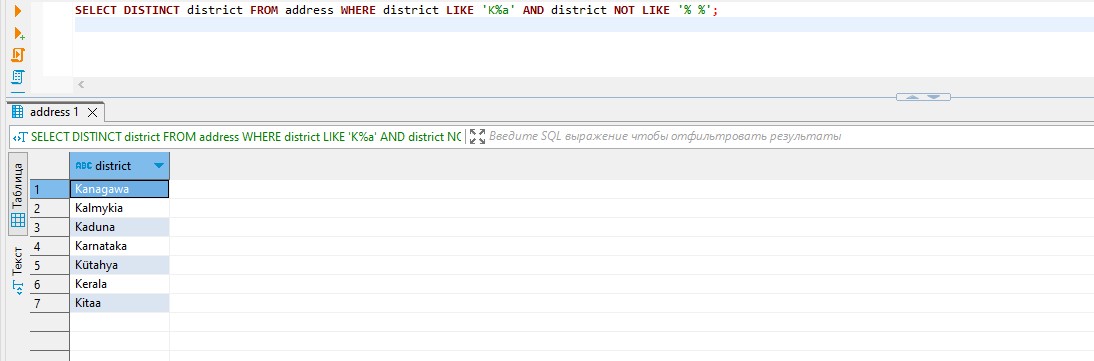 SELECT DISTINCT district FROM address WHERE district LIKE 'K%a' AND district NOT LIKE '% %';
address 1
SELECT DISTINCT district FROM address WHERE district LIKE 'K%a' AND district NO
Введите SQL выражение чтобы отфильтровать результаты
Таблица
Текст
ABC district
1 Kanagawa
2 Kalmykia
3 Kaduna
4 Karnataka
5 Kütahya
6 Kerala
7 Kitaa